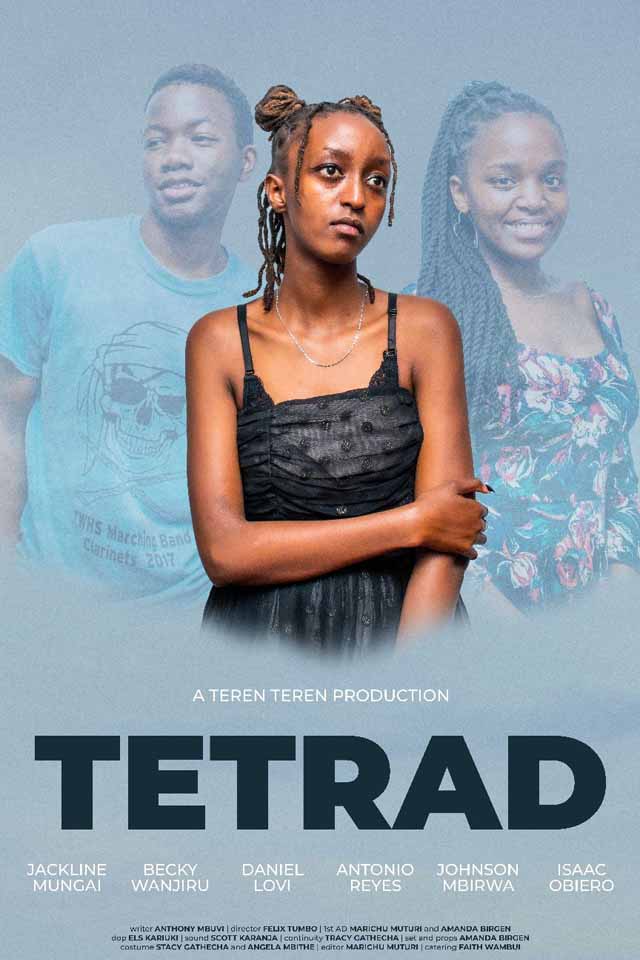 TWHS Marching Band
Clarinets 2017
A TEREN TEREN PRODUCTION
TETRAD
JACKLINE MUNGAI
BECKY WANJIRU
DANIEL LOVI
ANTONIO REYES
JOHNSON MBIRWA
ISAAC OBIERO
writer ANTHONY MBUVI | director FELIX TUMBO | 1st AD MARICHU MUTURI and AMANDA BIRGEN
dop ELS KARIUKI | sound SCOTT KARANJA | continuity TRACY GATHECHA | set and props AMANDA BIRGEN
costume STACY GATHECHA and ANGELA MBITHE | editor MARICHU MUTURI | catering FAITH WAMBUI